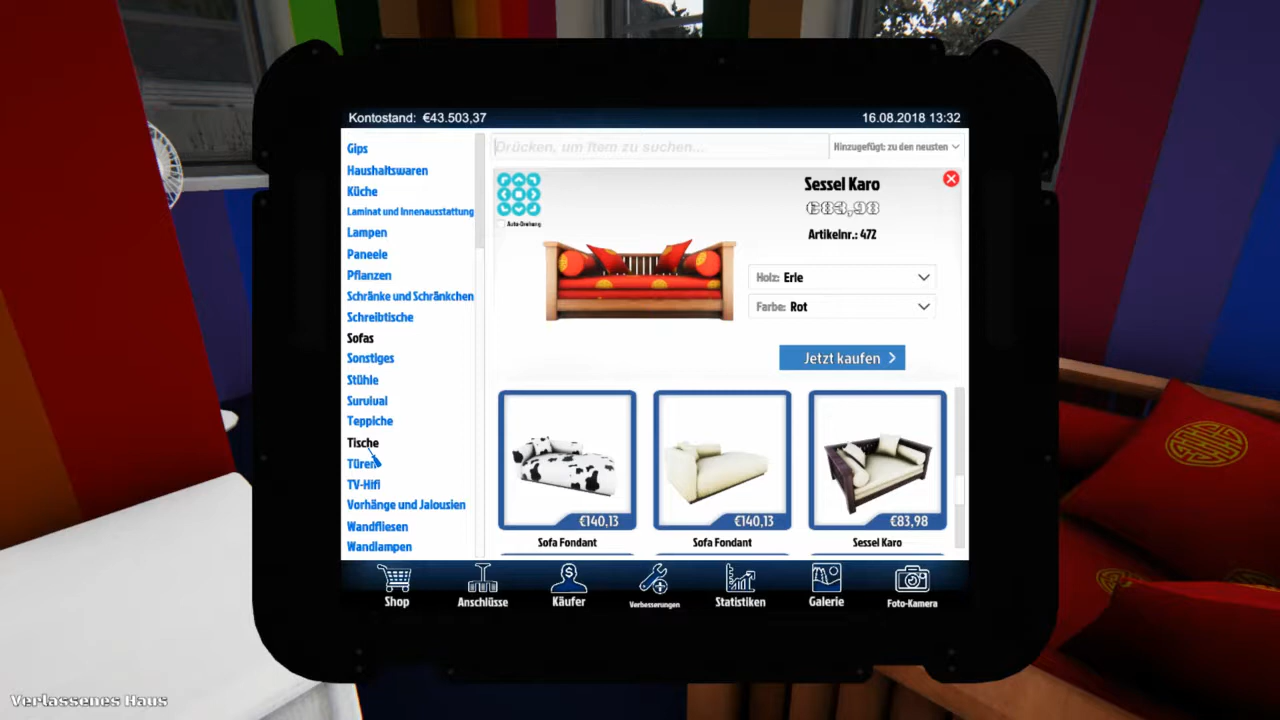 Kontostand: €43.503,37
16.08.2018 13:32
Gips
Haushaltswaren
Küche
Laminat und Innenausstattung
Lampen
Paneele
Pflanzen
Schränke und Schränkchen
Schreibtische
Sofas
Sonstiges
Stühle
Survival
Teppiche
Tische
Türen
TV-Hifi
Vorhänge und Jalousien
Wandfliesen
Wandlampen
Drücken, um Item zu suchen...
Hinzugefügt: zu den neusten
Auto-Drehung
Sessel Karo
€83,98
Artikelnr.: 472
Holz: Erle
Farbe: Rot
Jetzt kaufen
€140,13
Sofa Fondant
€140,13
Sofa Fondant
€83,98
Sessel Karo
Shop
Anschlüsse
Käufer
Verbesserungen
Statistiken
Galerie
Foto-Kamera
Verlassenes Haus